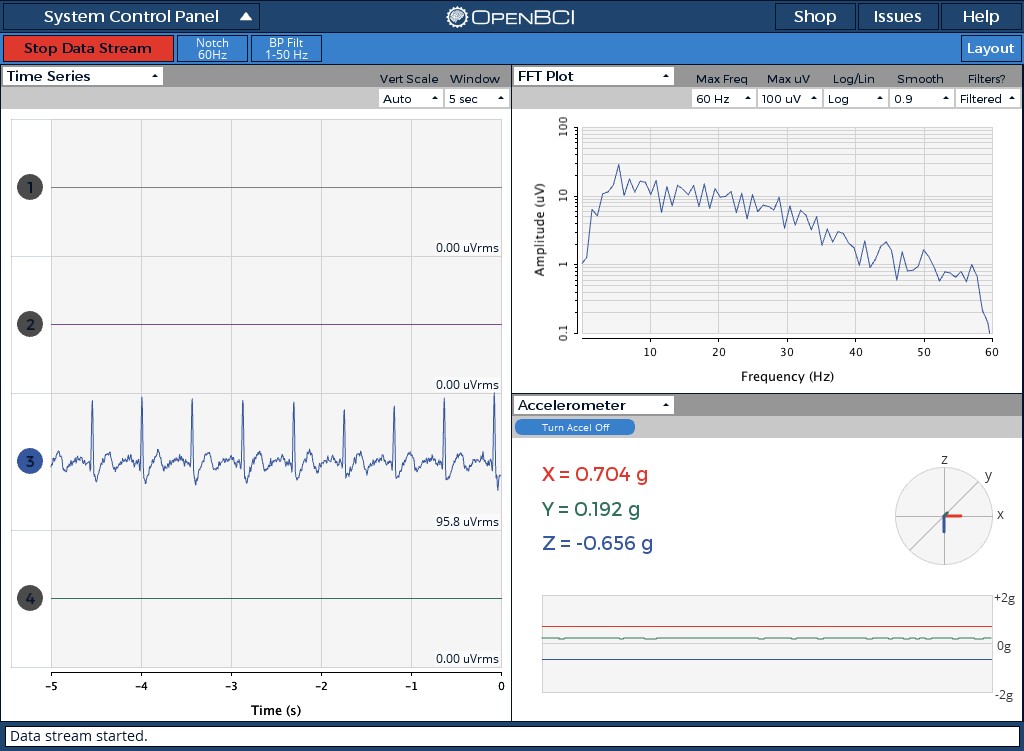 System Control Panel
OpenBCI
Shop
Issues
Help
Stop Data Stream
Notch
60Hz
BP Filt
1-50 Hz
Layout
Time Series
Vert Scale
Window
Auto
5 sec
1
0.00 uVrms
2
0.00 uVrms
3
95.8 uVrms
4
0.00 uVrms
-5 -4 -3 -2 -1 0
Time (s)
FFT Plot
Max Freq
Max uV
Log/Lin
Smooth
Filters?
60 Hz
100 uV
Log
0.9
Filtered
Amplitude (uV)
100
10
1
0.1
10 20 30 40 50 60
Frequency (Hz)
Accelerometer
Turn Accel Off
X = 0.704 g
Y = 0.192 g
Z = -0.656 g
z
y
x
+2g
0g
-2g
Data stream started.